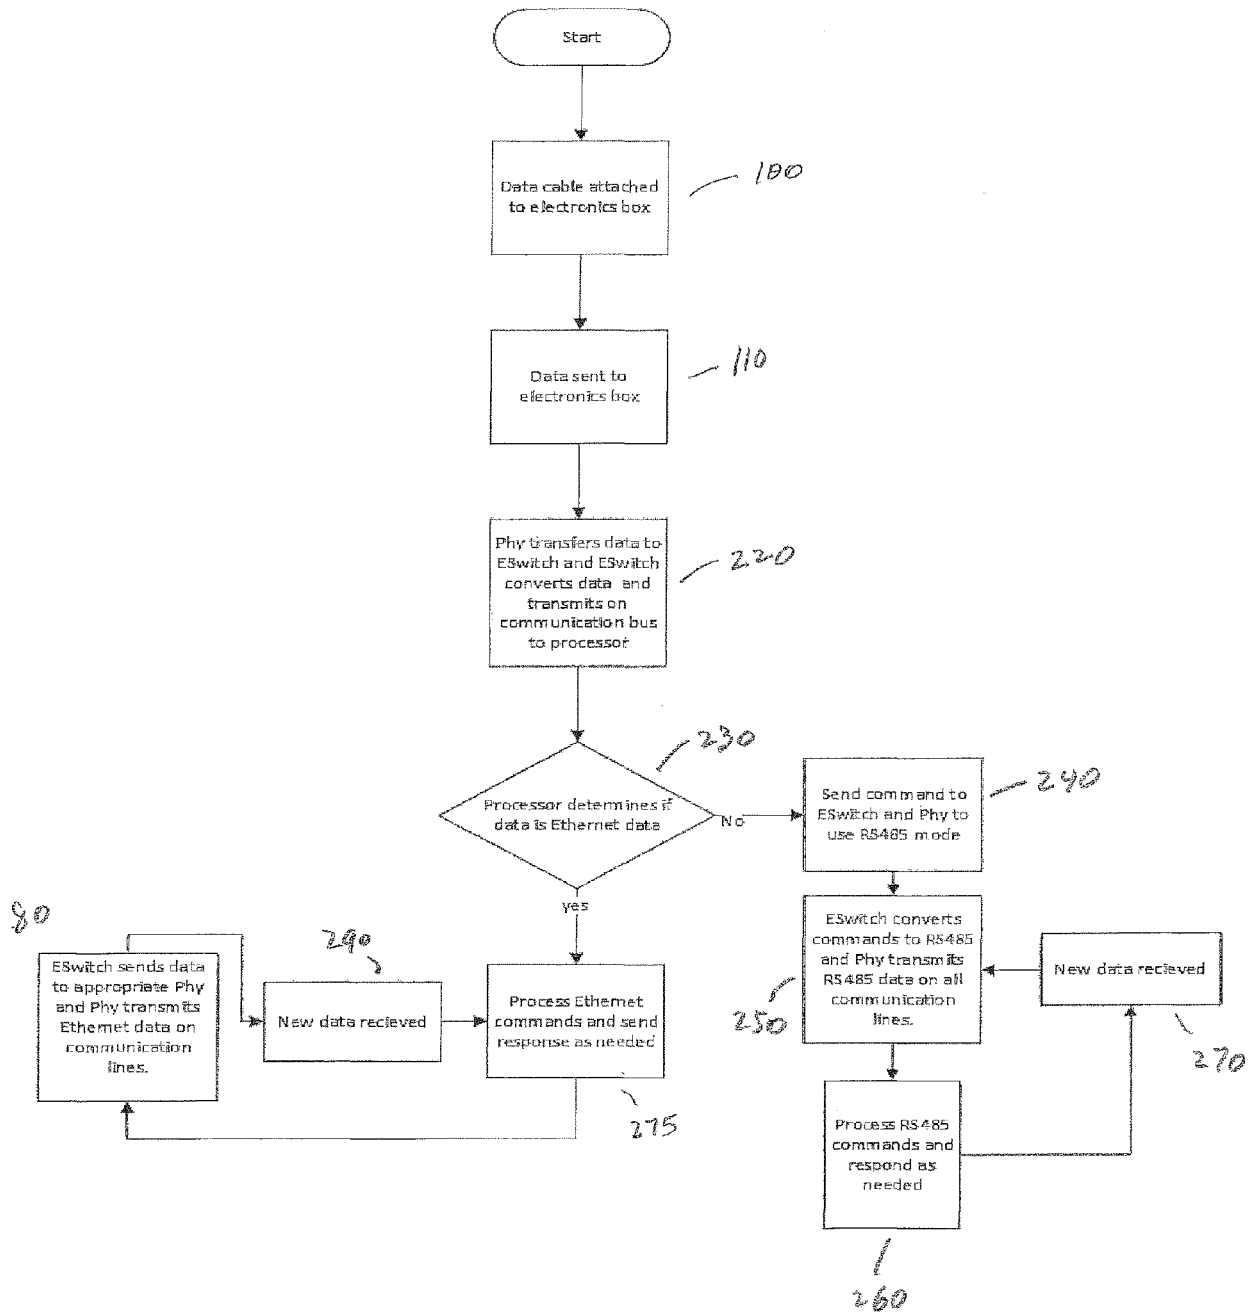 Start
Data cable attached
to electronics box
100
Data sent to
electronics box
110
Phy transfers data to
ESwitch and ESwitch
converts data and
transmits on
communication bus
to processor
220
Processor determines if
data is Ethernet data
230
No
yes
Send command to
ESwitch and Phy to
use RS485 mode
240
ESwitch converts
commands to RS485
and Phy transmits
RS485 data on all
communication
lines.
250
New data recieved
270
Process RS485
commands and
respond as
needed
260
Process Ethernet
commands and send
response as needed
275
80
ESwitch sends data
to appropriate Phy
and Phy transmits
Ethernet data on
communication
lines.
290
New data recieved